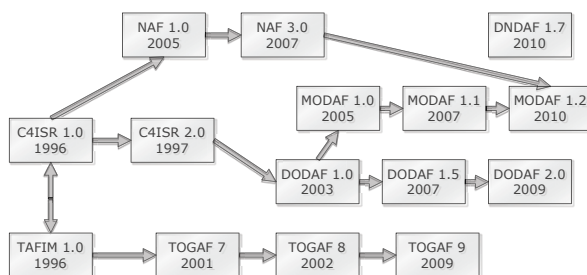 NAF 1.0
2005
NAF 3.0
2007
DNDAF 1.7
2010
MODAF 1.0
2005
MODAF 1.1
2007
MODAF 1.2
2010
C4ISR 1.0
1996
C4ISR 2.0
1997
DODAF 1.0
2003
DODAF 1.5
2007
DODAF 2.0
2009
TAFIM 1.0
1996
TOGAF 7
2001
TOGAF 8
2002
TOGAF 9
2009